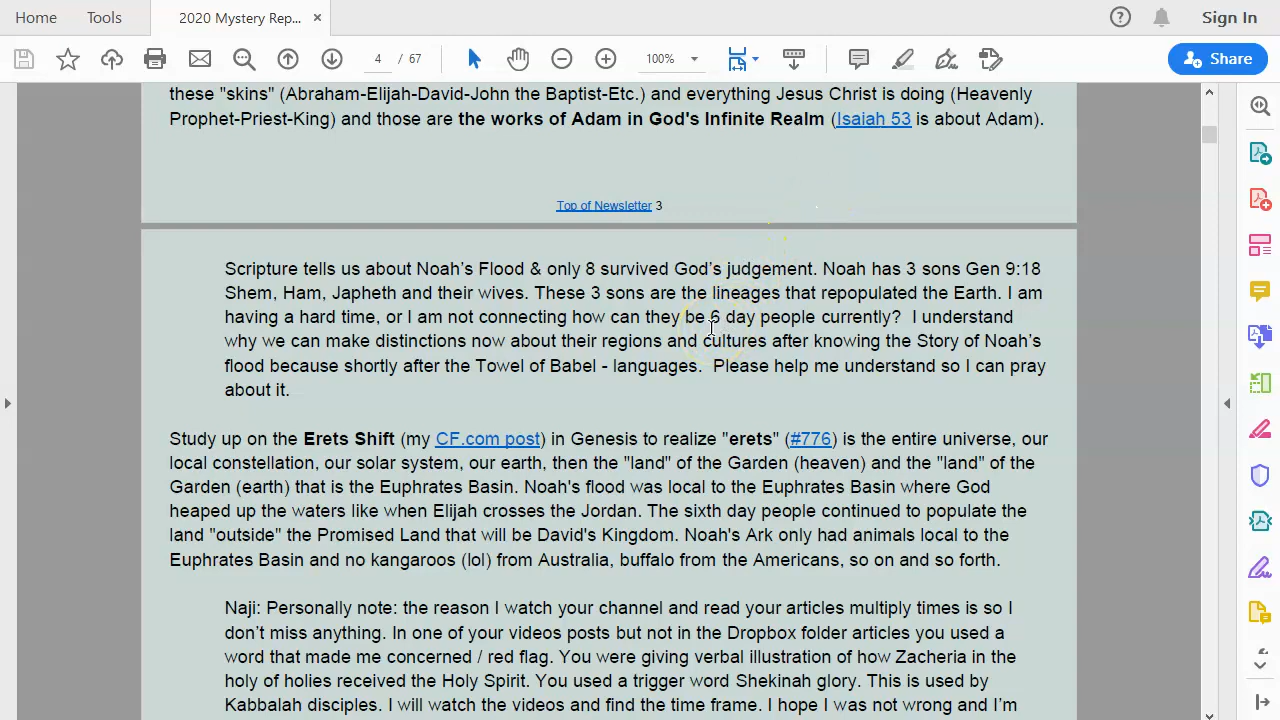 Home
Tools
2020 Mystery Rep... ×
Sign In
4 / 67
100%
Share
these "skins" (Abraham-Elijah-David-John the Baptist-Etc.) and everything Jesus Christ is doing (Heavenly
Prophet-Priest-King) and those are the works of Adam in God's Infinite Realm (Isaiah 53 is about Adam).
Top of Newsletter 3
Scripture tells us about Noah's Flood & only 8 survived God's judgement. Noah has 3 sons Gen 9:18
Shem, Ham, Japheth and their wives. These 3 sons are the lineages that repopulated the Earth. I am
having a hard time, or I am not connecting how can they be 6 day people currently?  I understand
why we can make distinctions now about their regions and cultures after knowing the Story of Noah's
flood because shortly after the Towel of Babel - languages.  Please help me understand so I can pray
about it.
Study up on the Erets Shift (my CF.com post) in Genesis to realize "erets" (#776) is the entire universe, our
local constellation, our solar system, our earth, then the "land" of the Garden (heaven) and the "land" of the
Garden (earth) that is the Euphrates Basin. Noah's flood was local to the Euphrates Basin where God
heaped up the waters like when Elijah crosses the Jordan. The sixth day people continued to populate the
land "outside" the Promised Land that will be David's Kingdom. Noah's Ark only had animals local to the
Euphrates Basin and no kangaroos (lol) from Australia, buffalo from the Americans, so on and so forth.
Naji: Personally note: the reason I watch your channel and read your articles multiply times is so I
don't miss anything. In one of your videos posts but not in the Dropbox folder articles you used a
word that made me concerned / red flag. You were giving verbal illustration of how Zacheria in the
holy of holies received the Holy Spirit. You used a trigger word Shekinah glory. This is used by
Kabbalah disciples. I will watch the videos and find the time frame. I hope I was not wrong and I'm